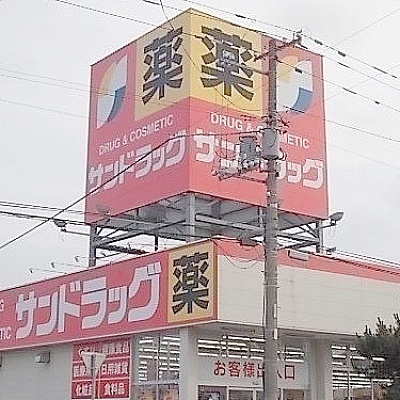 薬
DRUG & COSMETIC
サンドラッグ
薬
DRUG & COSMETIC
サンドラッグ
サンドラッグ 薬
お客様出入口
日用雑貨
化粧品 食料品